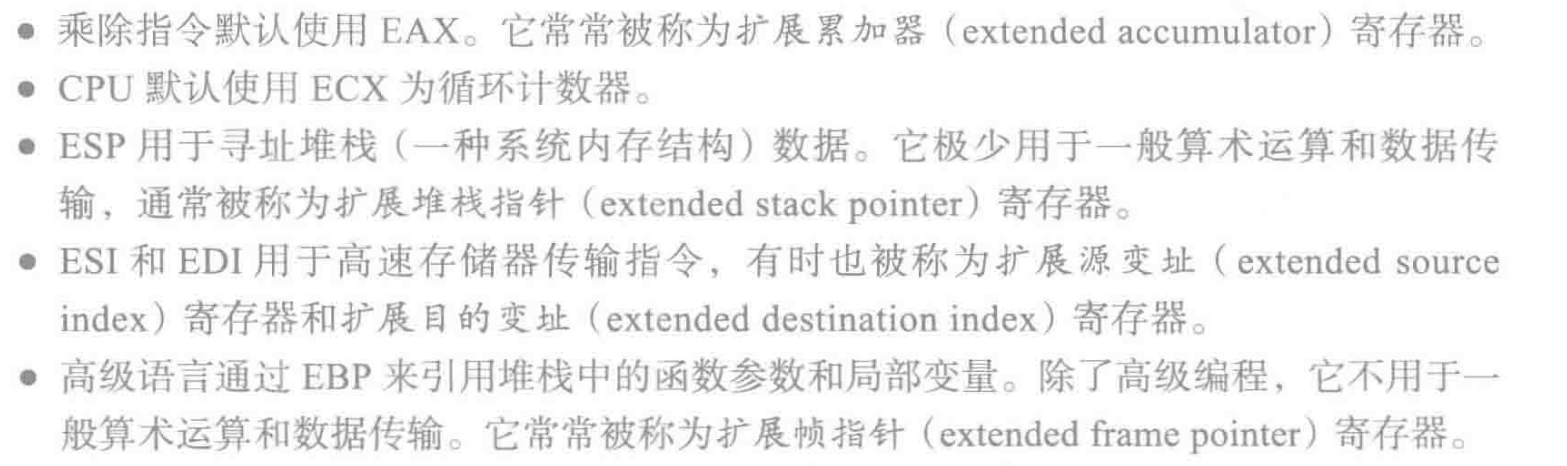 ● 乘除指令默认使用 EAX。它常常被称为扩展累加器（extended accumulator）寄存器。
● CPU 默认使用 ECX 为循环计数器。
● ESP 用于寻址堆栈（一种系统内存结构）数据。它极少用于一般算术运算和数据传
输，通常被称为扩展堆栈指针（extended stack pointer）寄存器。
● ESI 和 EDI 用于高速存储器传输指令，有时也被称为扩展源变址（extended source
index）寄存器和扩展目的变址（extended destination index）寄存器。
● 高级语言通过 EBP 来引用堆栈中的函数参数和局部变量。除了高级编程，它不用于一
般算术运算和数据传输。它常常被称为扩展帧指针（extended frame pointer）寄存器。